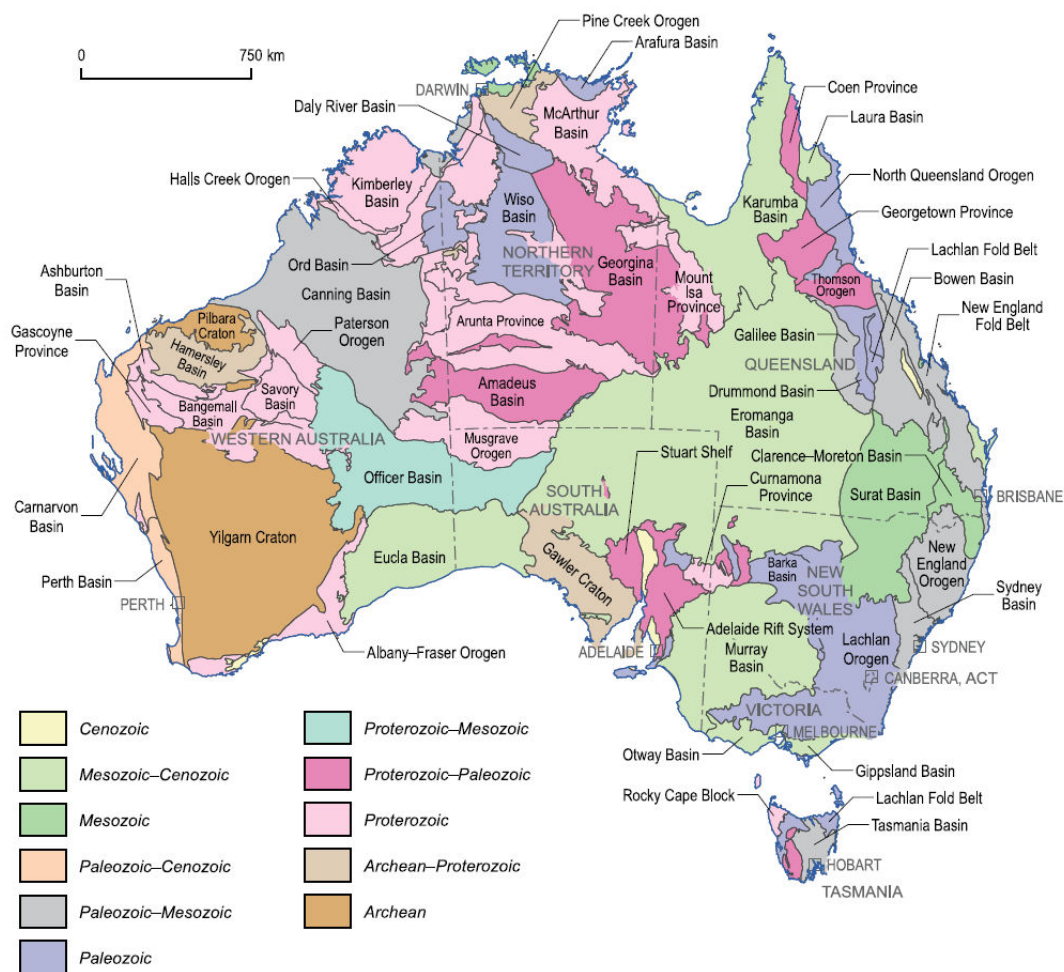 0
750 km
Pine Creek Orogen
Arafura Basin
DARWIN
Daly River Basin
McArthur
Basin
Coen Province
Laura Basin
Halls Creek Orogen
Kimberley
Basin
Wiso
Basin
Karumba
Basin
North Queensland Orogen
Georgetown Province
Ord Basin
NORTHERN
TERRITORY
Georgina
Basin
Mount
Isa
Province
Thomson
Orogen
Lachlan Fold Belt
Bowen Basin
New England
Fold Belt
Ashburton
Basin
Canning Basin
Pilbara
Craton
Paterson
Orogen
Arunta Province
Galilee Basin
QUEENSLAND
Gascoyne
Province
Hamersley
Basin
Savory
Basin
Bangemall
Basin
Amadeus
Basin
Drummond Basin
Eromanga
Basin
WESTERN AUSTRALIA
Musgrave
Orogen
Officer Basin
Stuart Shelf
Clarence–Moreton Basin
Curnamona
Province
SOUTH
AUSTRALIA
Surat Basin
BRISBANE
Carnarvon
Basin
Yilgarn Craton
Eucla Basin
Gawler Craton
Barka
Basin
NEW
SOUTH
WALES
New
England
Orogen
Perth Basin
PERTH
Sydney
Basin
Albany–Fraser Orogen
ADELAIDE
Adelaide Rift System
Murray
Basin
Lachlan
Orogen
SYDNEY
CANBERRA, ACT
VICTORIA
MELBOURNE
Otway Basin
Gippsland Basin
Rocky Cape Block
Lachlan Fold Belt
Tasmania Basin
HOBART
TASMANIA
Cenozoic
Mesozoic–Cenozoic
Mesozoic
Paleozoic–Cenozoic
Paleozoic–Mesozoic
Paleozoic
Proterozoic–Mesozoic
Proterozoic–Paleozoic
Proterozoic
Archean–Proterozoic
Archean